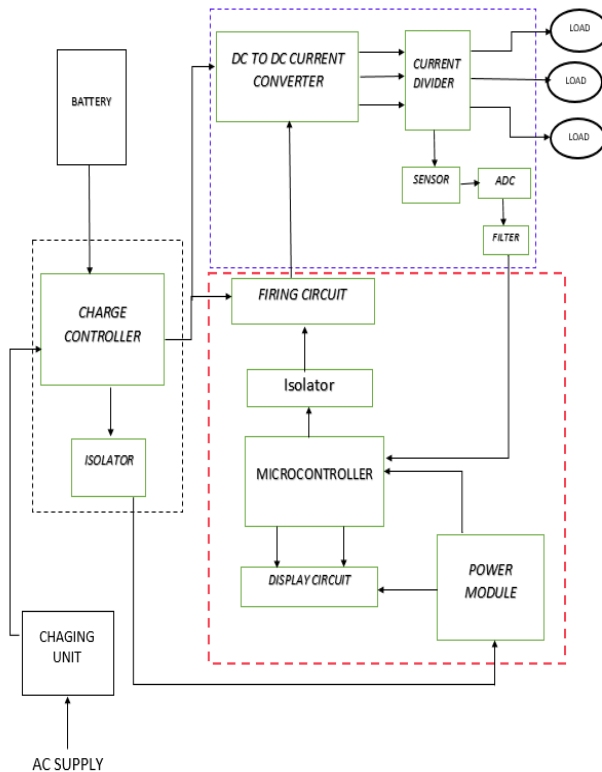 LOAD
DC TO DC CURRENT
CONVERTER
CURRENT
DIVIDER
LOAD
BATTERY
LOAD
SENSOR
ADC
FILTER
FIRING CIRCUIT
CHARGE
CONTROLLER
Isolator
ISOLATOR
MICROCONTROLLER
DISPLAY CIRCUIT
POWER
MODULE
CHAGING
UNIT
AC SUPPLY